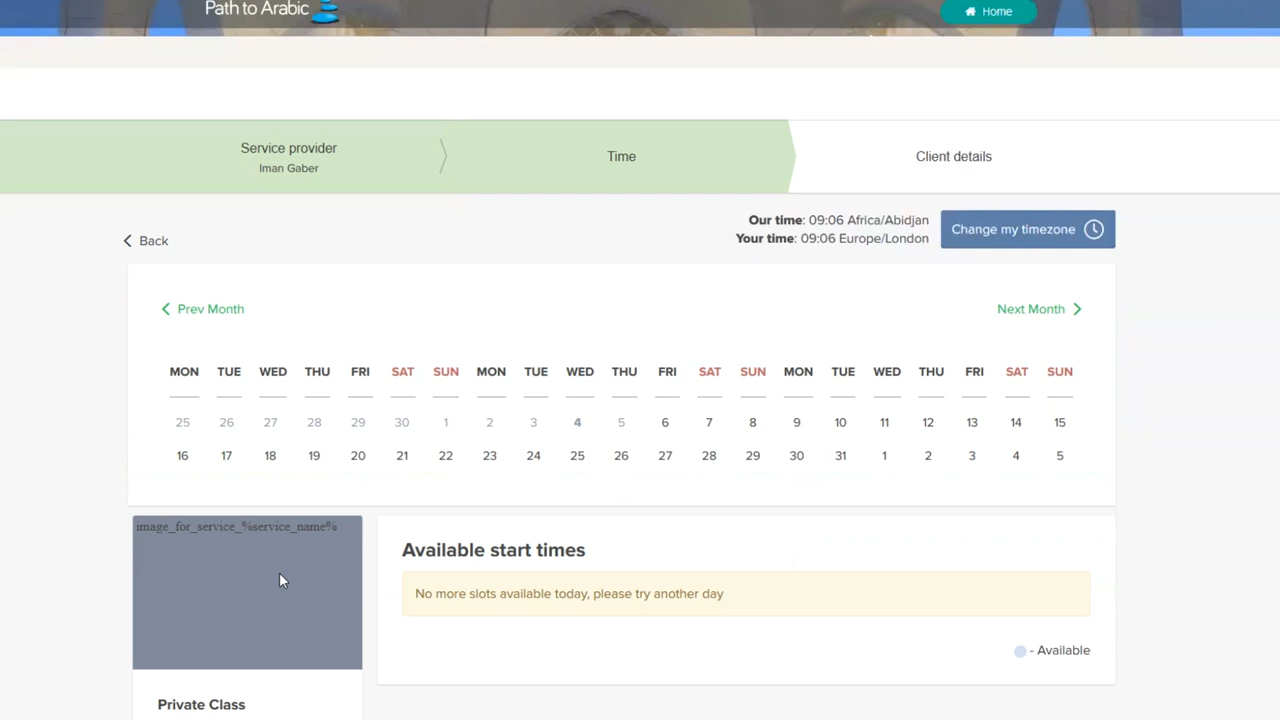 Path to Arabic
Home
Service provider
Iman Gaber
Time
Client details
Back
Our time: 09:06 Africa/Abidjan
Your time: 09:06 Europe/London
Change my timezone
Prev Month
Next Month
MON TUE WED THU FRI SAT SUN MON TUE WED THU FRI SAT SUN MON TUE WED THU FRI SAT SUN
25 26 27 28 29 30 1 2 3 4 5 6 7 8 9 10 11 12 13 14 15
16 17 18 19 20 21 22 23 24 25 26 27 28 29 30 31 1 2 3 4 5
image_for_service_%service_name%
Private Class
Available start times
No more slots available today, please try another day
- Available